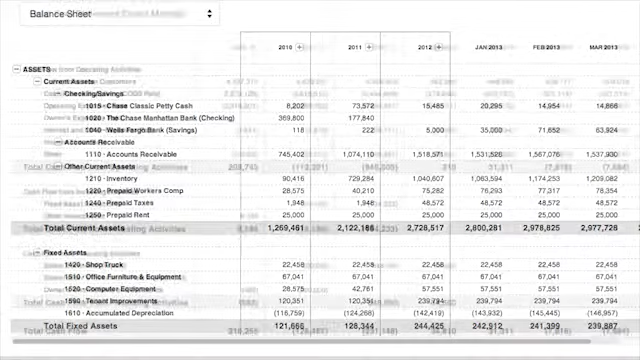 Balance Sheet
2010 2011 2012 JAN 2013 FEB 2013 MAR 2013
ASSETS
Current Assets
Checking/Savings
1015 · Chase Classic Petty Cash 8,202 73,572 15,485 20,295 14,954 14,866
1020 · The Chase Manhattan Bank (Checking) 369,800 177,840
1040 · Wells Fargo Bank (Savings) 118 222 5,000 35,000 71,652 63,924
Accounts Receivable
1110 · Accounts Receivable 745,402 1,074,110 1,518,571 1,531,526 1,567,076 1,537,930
Other Current Assets
1210 · Inventory 90,416 729,284 1,040,607 1,063,594 1,174,253 1,209,082
1220 · Prepaid Workers Comp 28,575 40,210 75,282 76,293 77,317 78,354
1240 · Prepaid Taxes 1,948 1,948 48,572 48,572 48,572 48,572
1250 · Prepaid Rent 25,000 25,000 25,000 25,000 25,000 25,000
Total Current Assets 1,269,461 2,122,186 2,728,517 2,800,281 2,978,825 2,977,728
Fixed Assets
1420 · Shop Truck 22,458 22,458 22,458 22,458 22,458 22,458
1510 · Office Furniture & Equipment 67,041 67,041 67,041 67,041 67,041 67,041
1520 · Computer Equipment 28,575 42,761 57,551 57,551 57,551 57,551
1590 · Tenant Improvements 120,351 120,351 239,794 239,794 239,794 239,794
1610 · Accumulated Depreciation (116,759) (124,268) (142,419) (143,932) (145,445) (146,957)
Total Fixed Assets 121,666 128,344 244,425 242,912 241,399 239,887